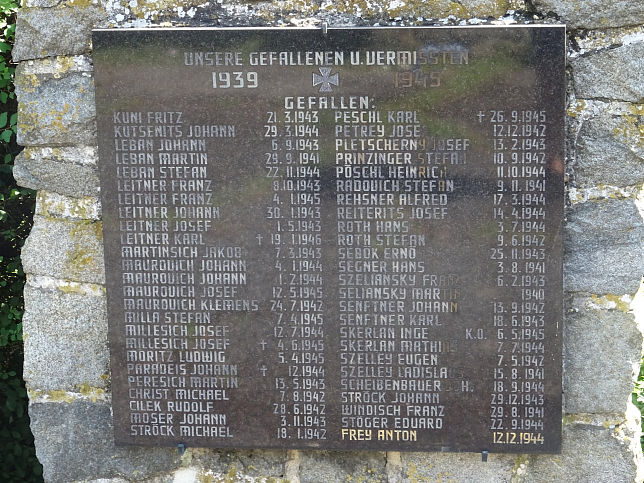 UNSERE GEFALLENEN U. VERMISSTEN
1939 1945
GEFALLEN:
KUNI FRITZ 21.3.1943
KUTSENITS JOHANN 29.3.1944
LEBAN JOHANN 6.9.1943
LEBAN MARTIN 29.9.1941
LEBAN STEFAN 22.11.1944
LEITNER FRANZ 8.10.1943
LEITNER FRANZ 4.1.1945
LEITNER JOHANN 30.1.1943
LEITNER JOSEF 1.5.1943
LEITNER KARL † 19.1.1946
MARTINSICH JAKOB 7.3.1943
MAUROVICH JOHANN 4.1.1944
MAUROVICH JOHANN 1.2.1944
MAUROVICH JOSEF 12.5.1945
MAUROVICH KLEMENS 24.7.1942
MILLA STEFAN 7.4.1945
MILLESICH JOSEF 12.7.1944
MILLESICH JOSEF † 4.6.1945
MORITZ LUDWIG 5.4.1945
PARADEIS JOHANN † 12.1944
PERESICH MARTIN 13.5.1943
CHRIST MICHAEL 7.8.1942
CILEK RUDOLF 28.6.1942
MOSER JOHANN 3.11.1943
STRÖCK MICHAEL 18.1.1942
PESCHL KARL † 26.9.1945
PETREY JOSEF 12.12.1942
PLETSCHERNY JOSEF 13.2.1943
PRINZINGER STEFAN 10.9.1942
PÖSCHL HEINRICH 11.10.1944
RADOVICH STEFAN 9.11.1941
REHSNER ALFRED 17.3.1944
REITERITS JOSEF 14.4.1944
ROTH HANS 3.7.1944
ROTH STEFAN 9.6.1942
SEBÖK ERNÖ 25.11.1943
SEGNER HANS 3.8.1941
SZELIANSKY FRANZ 6.2.1943
SELIANSKY MARTIN 1940
SENFTNER JOHANN 13.9.1942
SENFTNER KARL 18.6.1943
SKERLAN INGE K.O. 6.5.1945
SKERLAN MATHIAS 7.7.1944
SZELLEY EUGEN 7.5.1942
SZELLEY LADISLAUS 15.8.1941
SCHEIBENBAUER JOH. 18.9.1944
STRÖCK JOHANN 29.12.1943
WINDISCH FRANZ 29.8.1941
STÖGER EDUARD 22.9.1944
FREY ANTON 12.12.1944